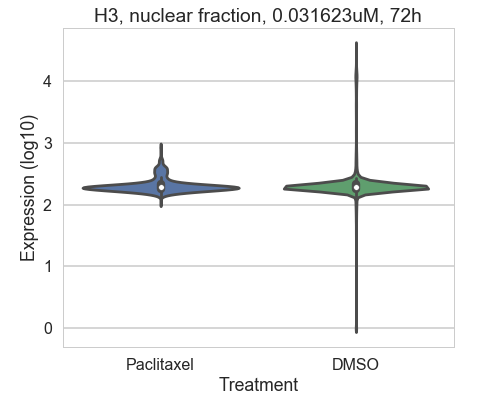 H3, nuclear fraction, 0.031623uM, 72h
Expression (log10)
4
3
2
1
0
Paclitaxel DMSO
Treatment